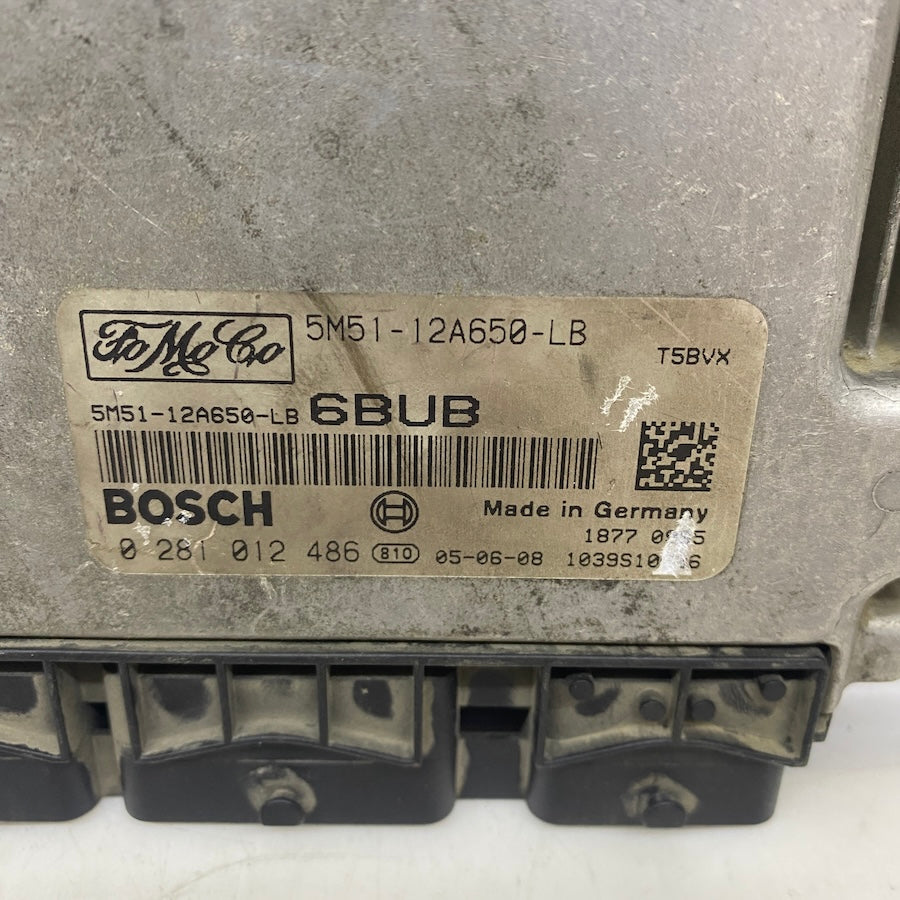 FoMoCo 5M51-12A650-LB
T5BVX
5M51-12A650-LB 6BUB
BOSCH Made in Germany
1877
0 281 012 486 810 05-06-08